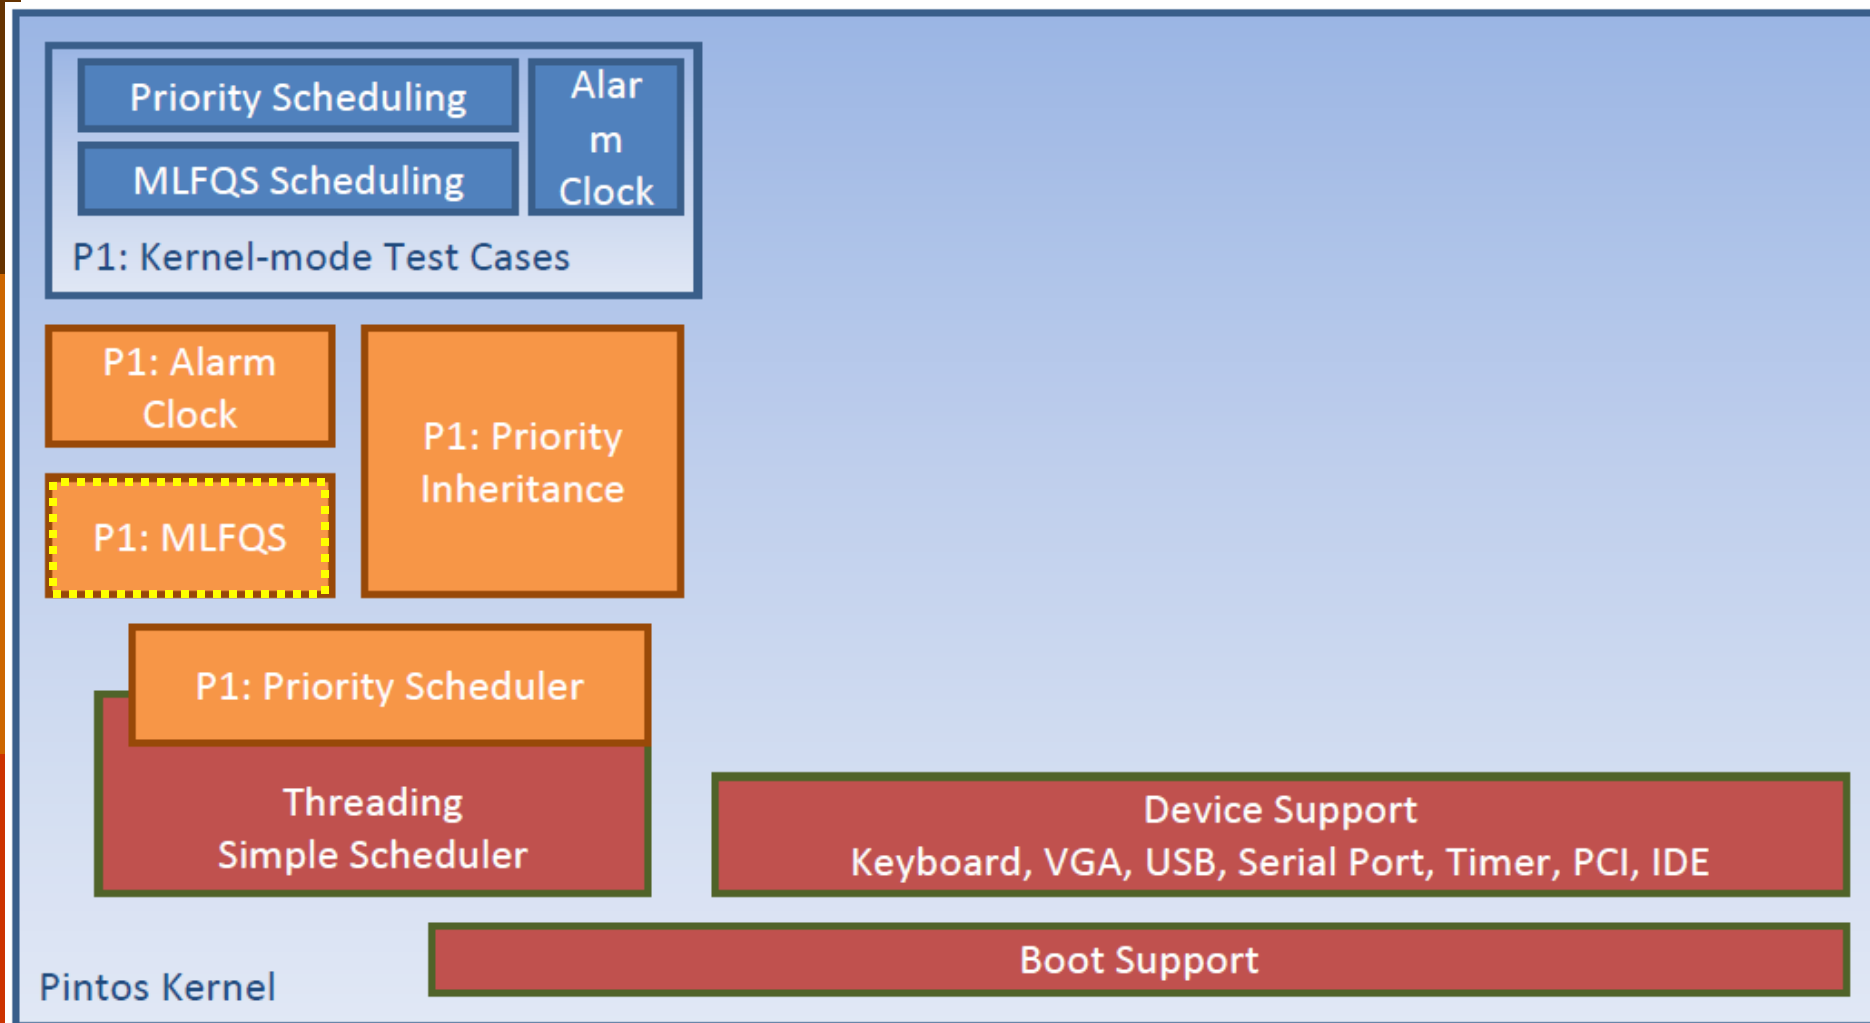 Priority Scheduling
MLFQS Scheduling
Alar
m
Clock
P1: Kernel-mode Test Cases
P1: Alarm
Clock
P1: Priority
Inheritance
P1: MLFQS
P1: Priority Scheduler
Threading
Simple Scheduler
Device Support
Keyboard, VGA, USB, Serial Port, Timer, PCI, IDE
Boot Support
Pintos Kernel